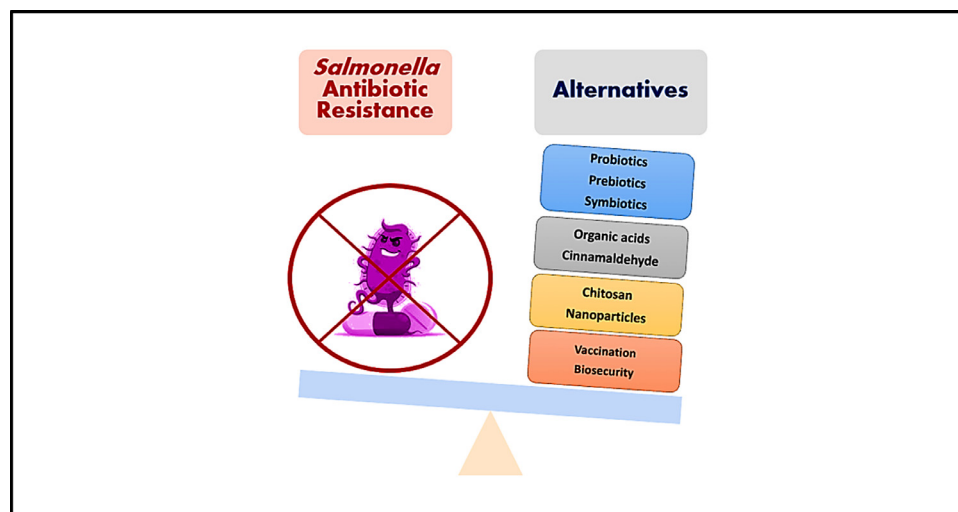 Salmonella
Antibiotic
Resistance
Alternatives
Probiotics
Prebiotics
Symbiotics
Organic acids
Cinnamaldehyde
Chitosan
Nanoparticles
Vaccination
Biosecurity